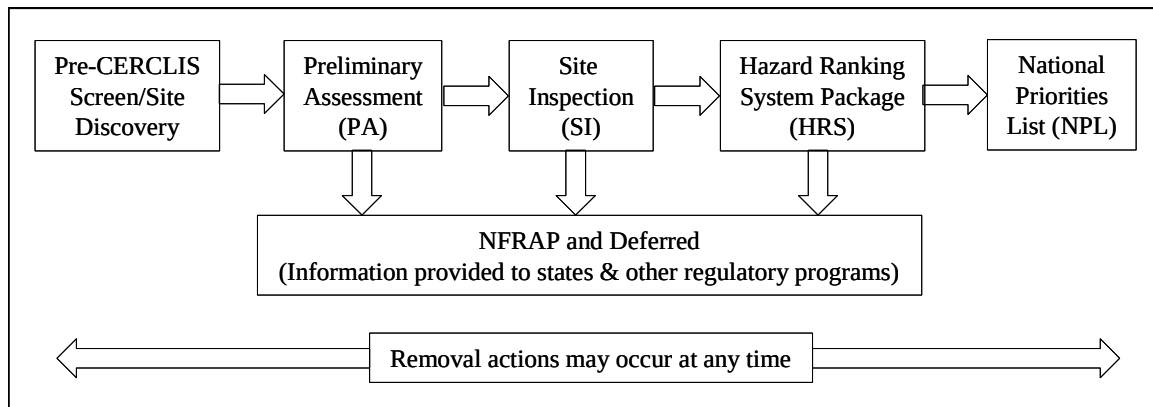 Pre-CERCLIS
Screen/Site
Discovery
Preliminary
Assessment
(PA)
Site
Inspection
(SI)
Hazard Ranking
System Package
(HRS)
National
Priorities
List (NPL)
NFRAP and Deferred
(Information provided to states & other regulatory programs)
Removal actions may occur at any time